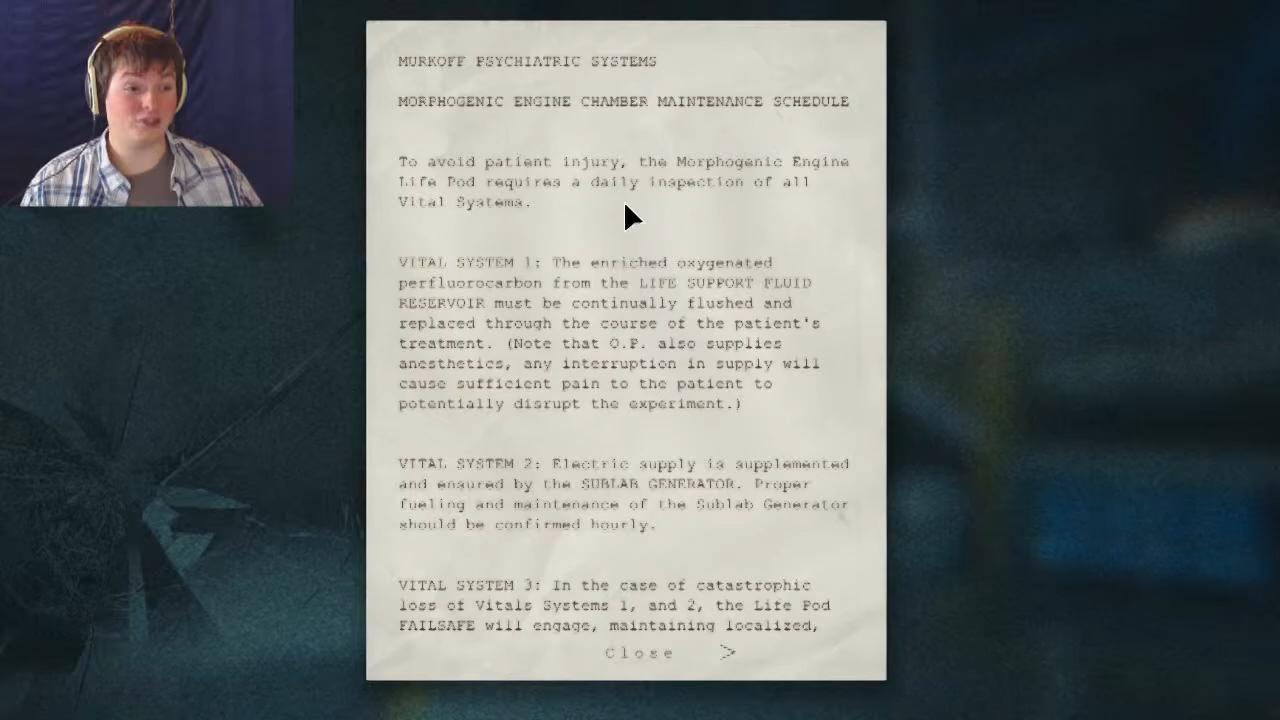 MURKOFF PSYCHIATRIC SYSTEMS
MORPHOGENIC ENGINE CHAMBER MAINTENANCE SCHEDULE
To avoid patient injury, the Morphogenic Engine
Life Pod requires a daily inspection of all
Vital Systems.
VITAL SYSTEM 1: The enriched oxygenated
perfluorocarbon from the LIFE SUPPORT FLUID
RESERVOIR must be continually flushed and
replaced through the course of the patient's
treatment. (Note that O.P. also supplies
anesthetics, any interruption in supply will
cause sufficient pain to the patient to
potentially disrupt the experiment.)
VITAL SYSTEM 2: Electric supply is supplemented
and ensured by the SUBLAB GENERATOR. Proper
fueling and maintenance of the Sublab Generator
should be confirmed hourly.
VITAL SYSTEM 3: In the case of catastrophic
loss of Vitals Systems 1, and 2, the Life Pod
FAILSAFE will engage, maintaining localized,
Close >